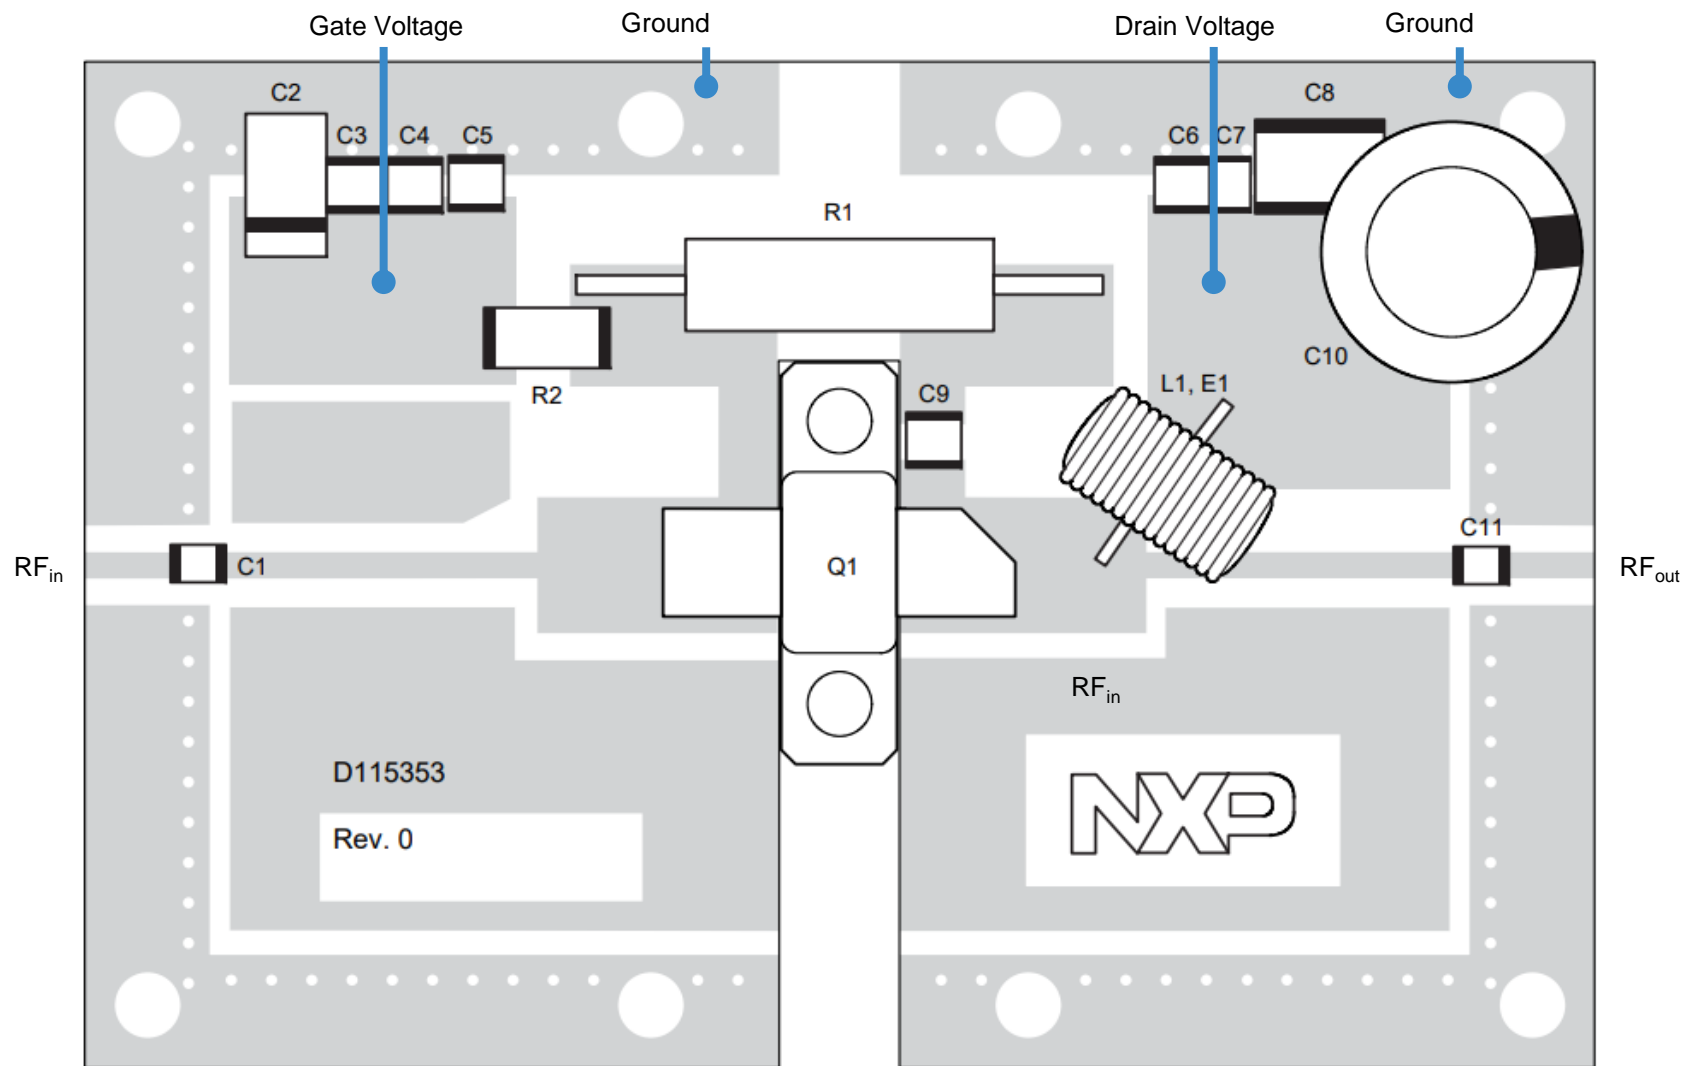 Gate Voltage
Ground
Drain Voltage
Ground
C2
C3
C4
C5
C6
C7
C8
R1
C10
R2
C9
L1, E1
RFin
C1
Q1
C11
RFout
RFin
D115353
Rev. 0
NXP